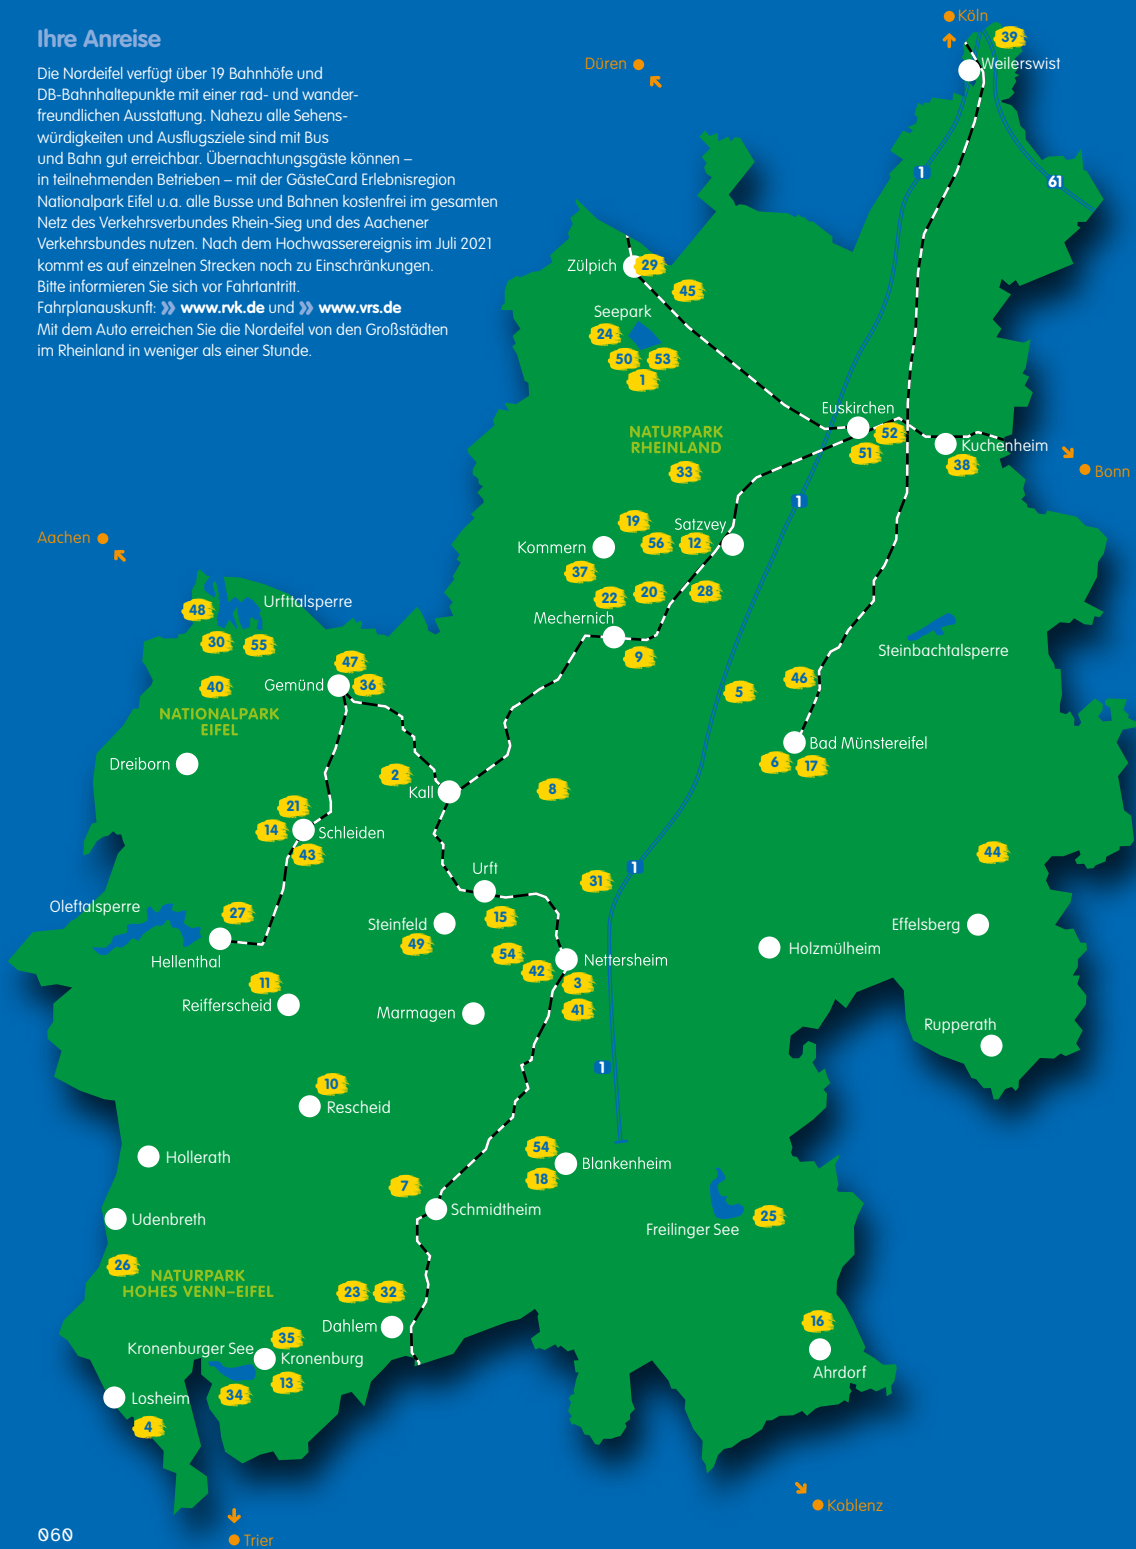 Ihre Anreise
Die Nordeifel verfügt über 19 Bahnhöfe und
DB-Bahnhaltepunkte mit einer rad- und wander-
freundlichen Ausstattung. Nahezu alle Sehens-
würdigkeiten und Ausflugsziele sind mit Bus
und Bahn gut erreichbar. Übernachtungsgäste können –
in teilnehmenden Betrieben – mit der GästeCard Erlebnisregion
Nationalpark Eifel u.a. alle Busse und Bahnen kostenfrei im gesamten
Netz des Verkehrsverbundes Rhein-Sieg und des Aachener
Verkehrsbundes nutzen. Nach dem Hochwasserereignis im Juli 2021
kommt es auf einzelnen Strecken noch zu Einschränkungen.
Bitte informieren Sie sich vor Fahrtantritt.
Fahrplanauskunft: » www.rvk.de und » www.vrs.de
Mit dem Auto erreichen Sie die Nordeifel von den Großstädten
im Rheinland in weniger als einer Stunde.
Köln
39
Düren
Weilerswist
1
61
Zülpich
29
45
Seepark
24
50
53
1
Euskirchen
52
51
Kuchenheim
38
Bonn
NATURPARK
RHEINLAND
33
1
19
Satzvey
Kommern
56
12
37
22
20
28
Mechernich
9
Aachen
48
Urfttalsperre
30
55
47
Gemünd
36
40
NATIONALPARK
EIFEL
Steinbachtalsperre
5
46
Bad Münstereifel
6
17
Dreiborn
2
Kall
8
21
14
Schleiden
43
1
44
Urft
31
Oleftalsperre
27
15
Steinfeld
49
Effelsberg
Holzmülheim
Hellenthal
54
42
Nettersheim
3
11
Reifferscheid
Marmagen
41
Rupperath
1
10
Rescheid
54
Blankenheim
18
Hollerath
7
Schmidtheim
Udenbreth
25
Freilinger See
26
NATURPARK
HOHES VENN–EIFEL
23
32
Dahlem
16
Ahrdorf
35
Kronenburger See
Kronenburg
13
34
Losheim
4
Koblenz
060
Trier